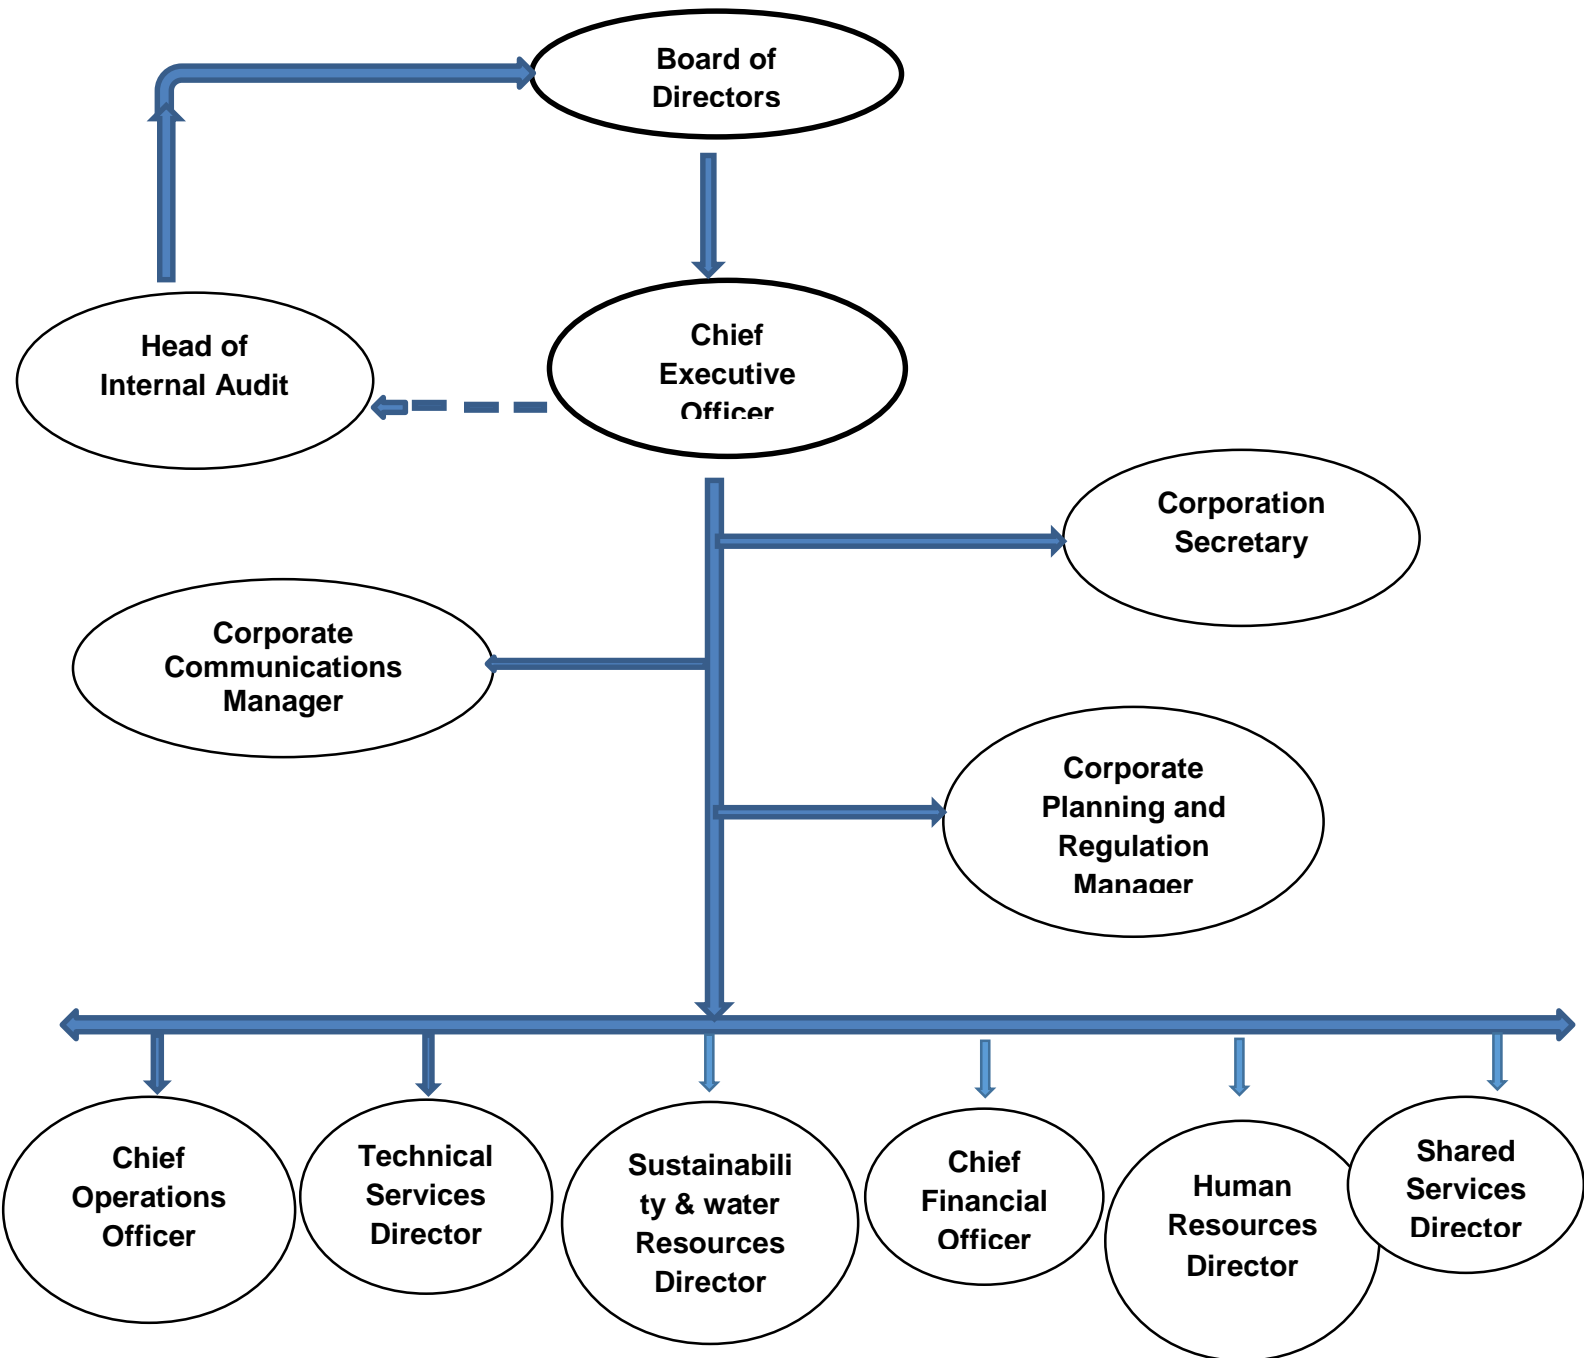 Board of
Directors
Head of
Internal Audit
Chief
Executive
Officer
Corporation
Secretary
Corporate
Communications
Manager
Corporate
Planning and
Regulation
Manager
Chief
Operations
Officer
Technical
Services
Director
Sustainabili
ty & water
Resources
Director
Chief
Financial
Officer
Human
Resources
Director
Shared
Services
Director